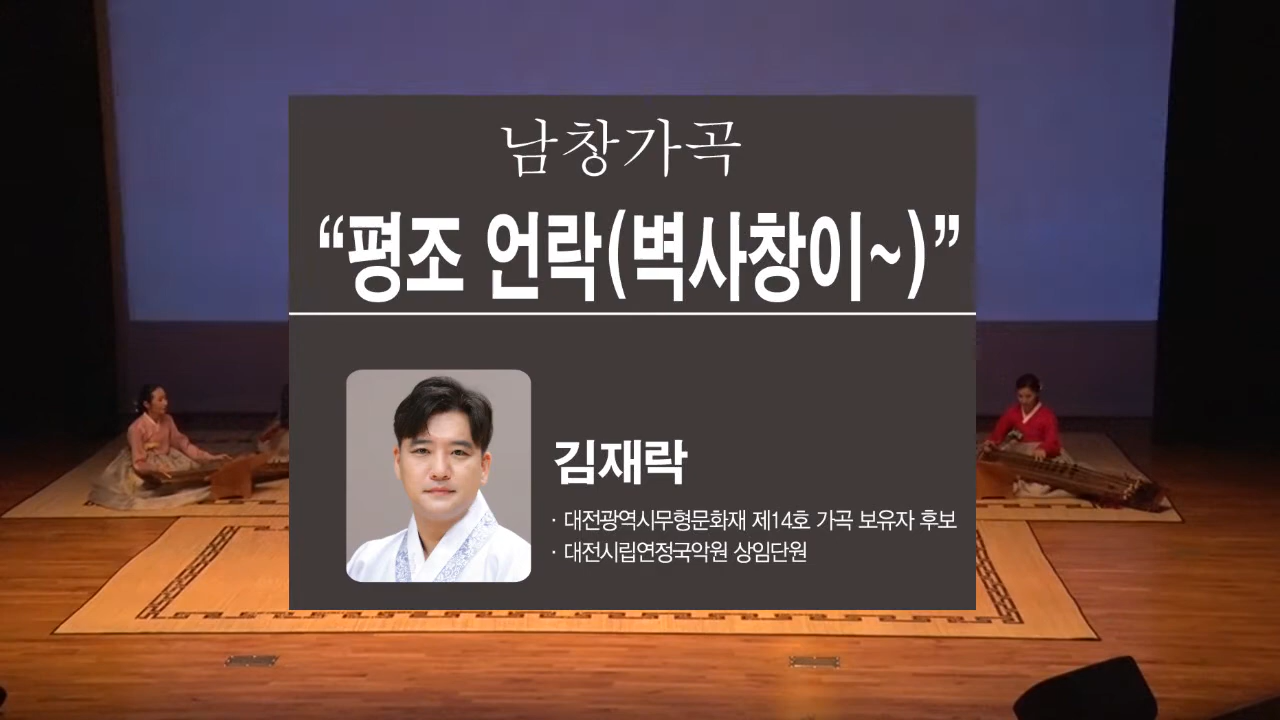 남창가곡
“평조 언락(벽사창이~)”
김재락
· 대전광역시무형문화재 제14호 가곡 보유자 후보
· 대전시립연정국악원 상임단원